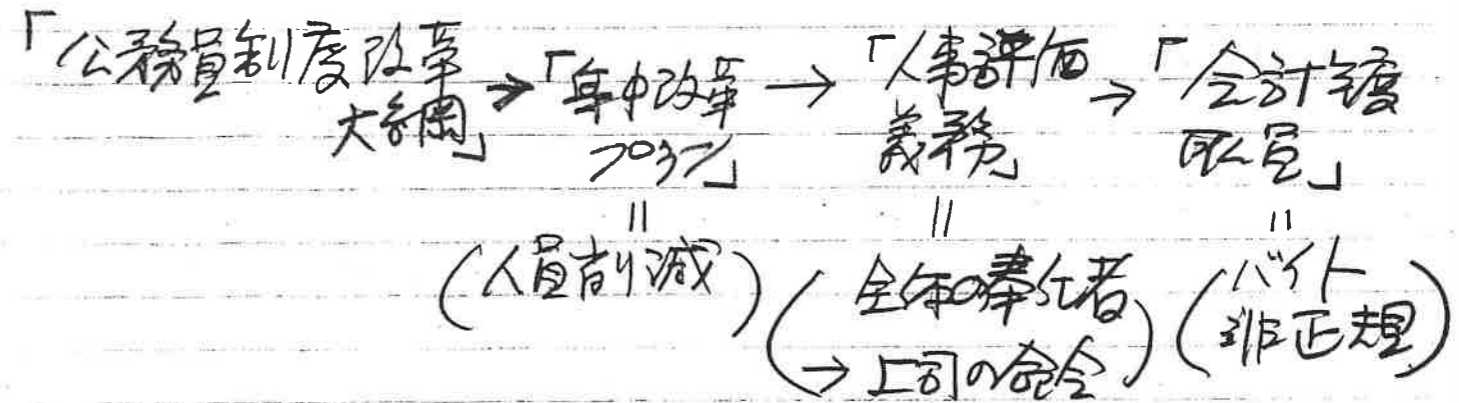 「公務員制度改革
大綱」
→「集中改革
プラン」
→「人事評価
義務」
→「会計年度
職員」
||
(人員削減)
||
(全体の奉仕者
→上司の命令)
||
(バイト
非正規)